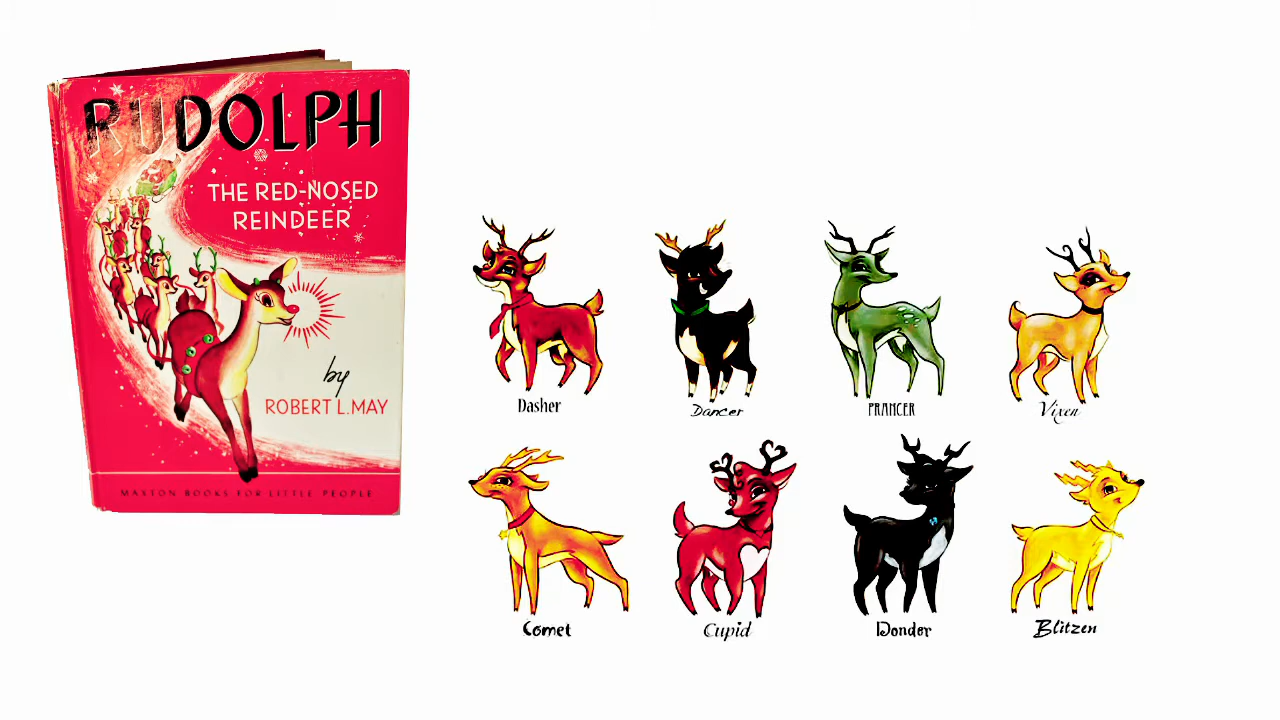 RUDOLPH
THE RED-NOSED
REINDEER
by
ROBERT L. MAY
MAXTON BOOKS FOR LITTLE PEOPLE
Dasher
Dancer
PRANCER
Vixen
Comet
Cupid
Donder
Blitzen